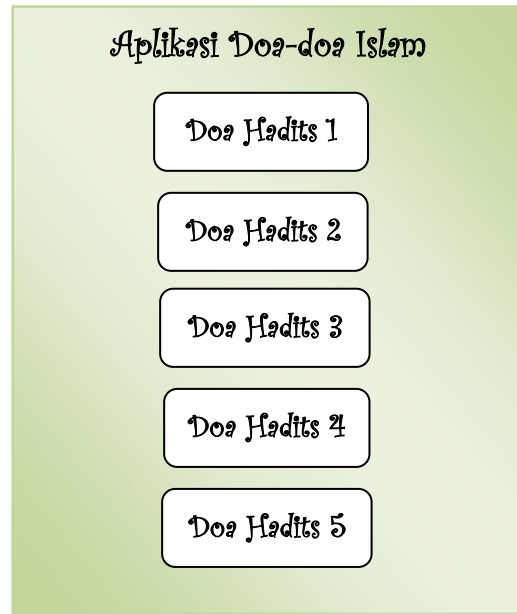 Aplikasi Doa-doa Islam
Doa Hadits 1
Doa Hadits 2
Doa Hadits 3
Doa Hadits 4
Doa Hadits 5